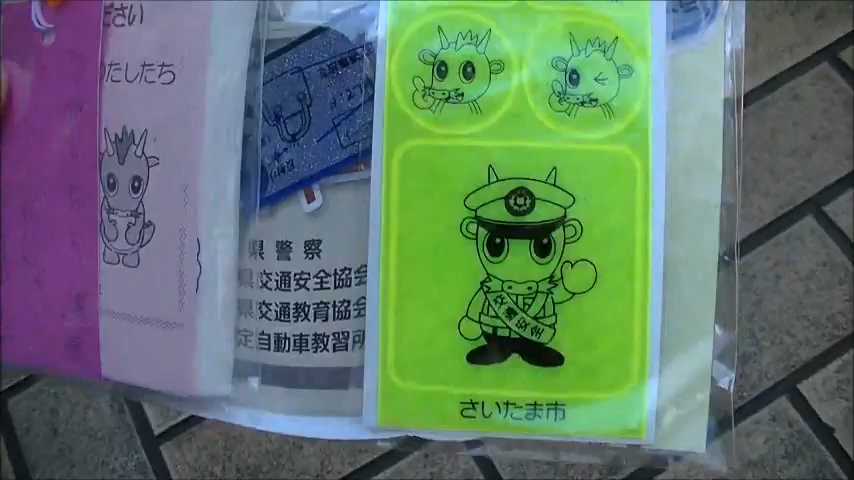 ださい
わたしたち
県警察
県交通安全協会
県交通教育協会
定自動車教習所
交通安全
さいたま市